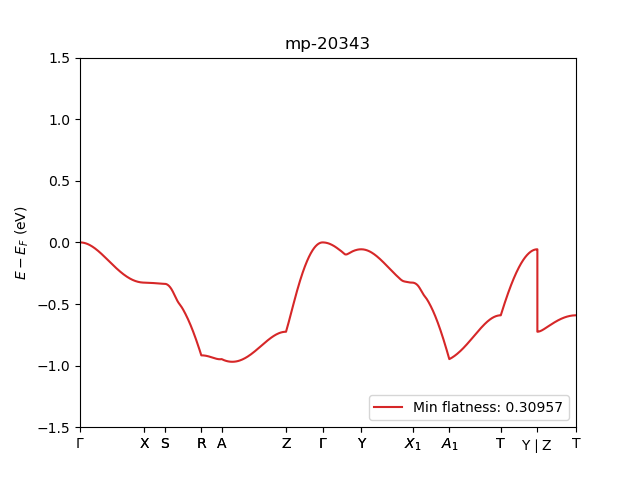 mp-20343
E − E_F (eV)
1.5
1.0
0.5
0.0
−0.5
−1.0
−1.5
Min flatness: 0.30957
Γ X S R A Z Γ Y X₁ A₁ T Y | Z T